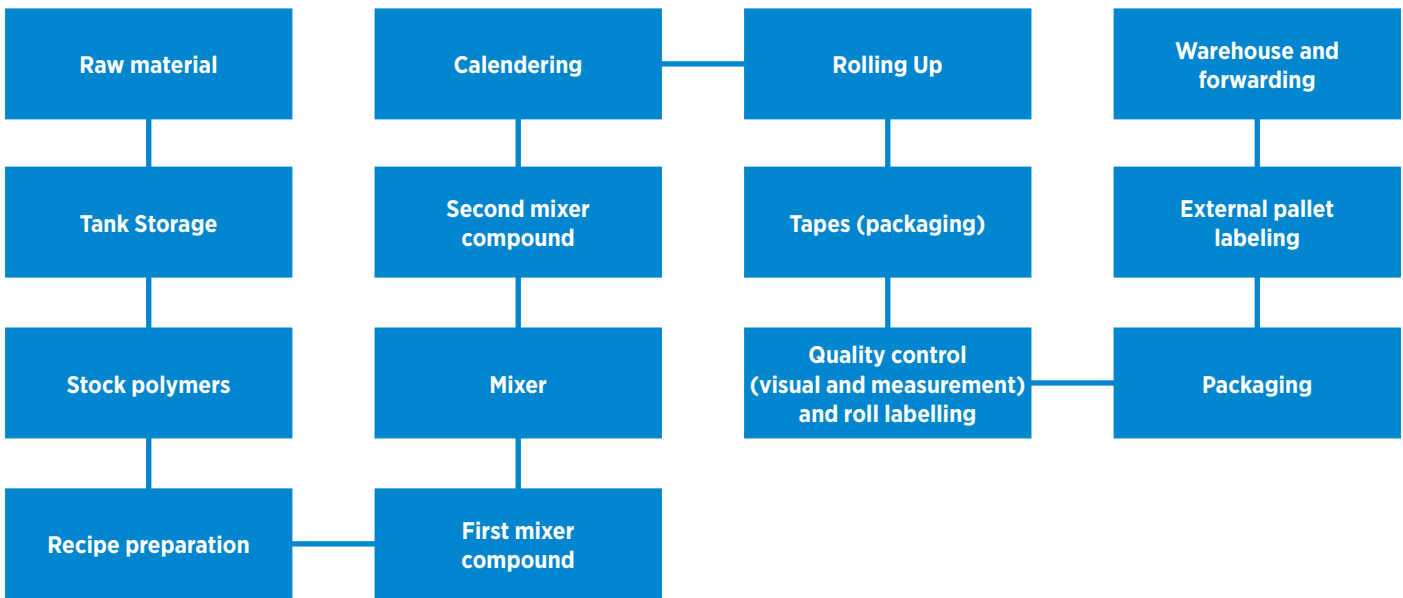 Raw material
Tank Storage
Stock polymers
Recipe preparation
First mixer
compound
Mixer
Second mixer
compound
Calendering
Rolling Up
Tapes (packaging)
Quality control
(visual and measurement)
and roll labelling
Packaging
External pallet
labeling
Warehouse and
forwarding